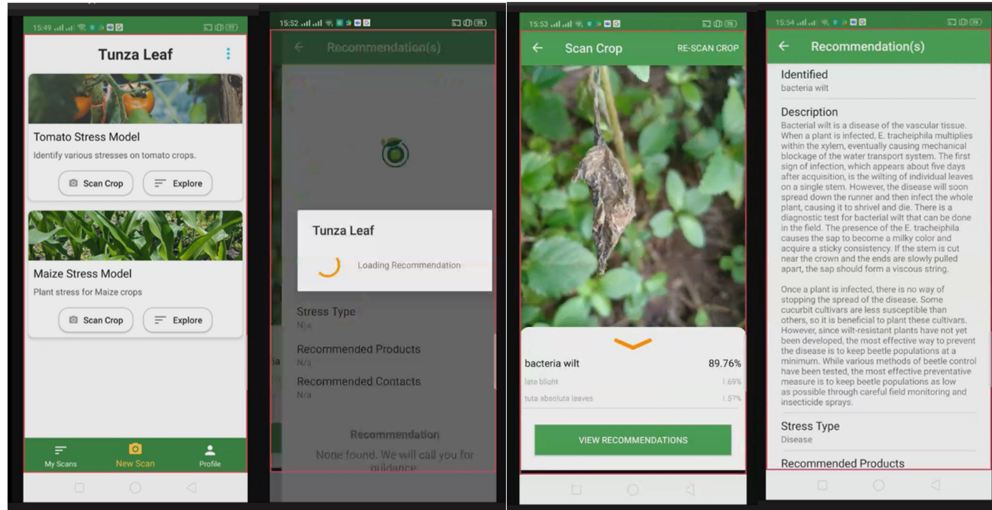 15:49
Tunza Leaf
Tomato Stress Model
Identify various stresses on tomato crops.
Scan Crop
Explore
Maize Stress Model
Plant stress for Maize crops
Scan Crop
Explore
My Scans
New Scan
Profile
15:52
Recommendation(s)
Tunza Leaf
Loading Recommendation
Stress Type
N/a
Recommended Products
N/a
Recommended Contacts
N/a
Recommendation
None found. We will call you for
guidance
15:53
Scan Crop
RE-SCAN CROP
bacteria wilt 89.76%
late blight 1.69%
tuta absoluta leaves 1.57%
VIEW RECOMMENDATIONS
15:54
Recommendation(s)
Identified
bacteria wilt
Description
Bacterial wilt is a disease of the vascular tissue.
When a plant is infected, E. tracheiphila multiplies
within the xylem, eventually causing mechanical
blockage of the water transport system. The first
sign of infection, which appears about five days
after acquisition, is the wilting of individual leaves
on a single stem. However, the disease will soon
spread down the runner and then infect the whole
plant, causing it to shrivel and die. There is a
diagnostic test for bacterial wilt that can be done
in the field. The presence of the E. tracheiphila
causes the sap to become a milky color and
acquire a sticky consistency. If the stem is cut
near the crown and the ends are slowly pulled
apart, the sap should form a viscous string.
Once a plant is infected, there is no way of
stopping the spread of the disease. Some
cucurbit cultivars are less susceptible than
others, so it is beneficial to plant these cultivars.
However, since wilt-resistant plants have not yet
been developed, the most effective way to prevent
the disease is to keep beetle populations at a
minimum. While various methods of beetle control
have been tested, the most effective preventative
measure is to keep beetle populations as low
as possible through careful field monitoring and
insecticide sprays.
Stress Type
Disease
Recommended Products